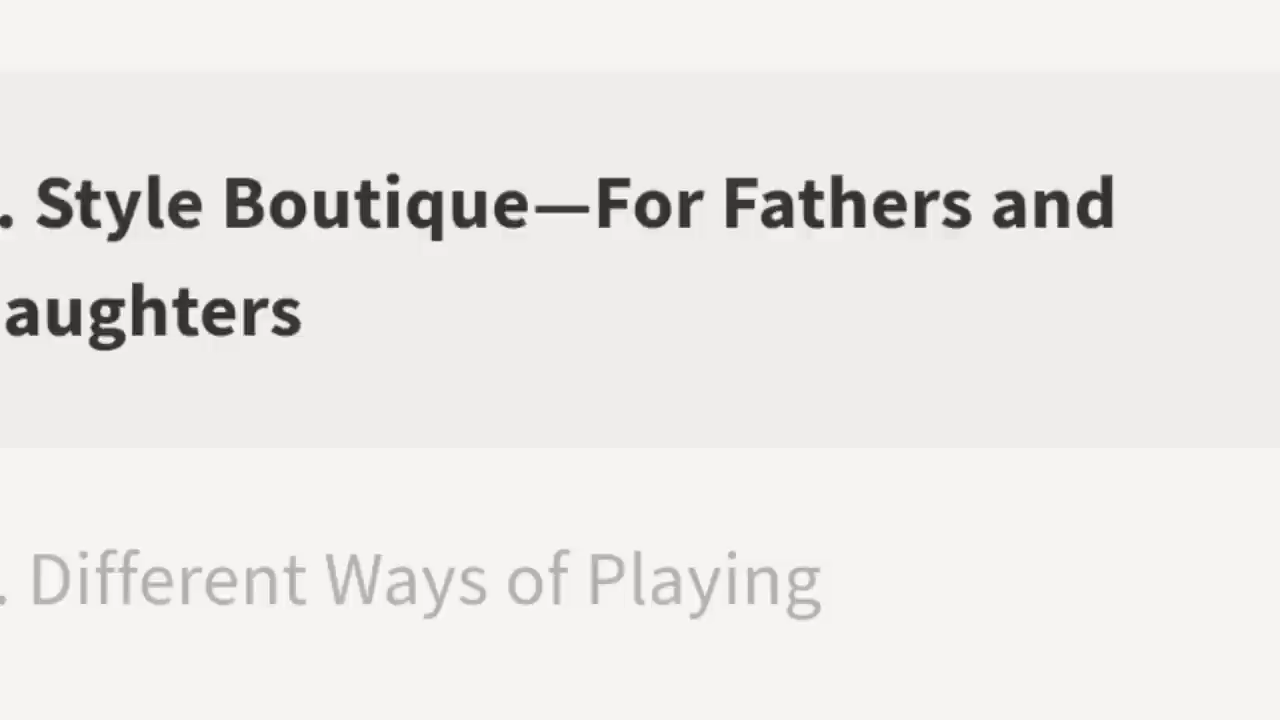 . Style Boutique—For Fathers and
aughters
. Different Ways of Playing